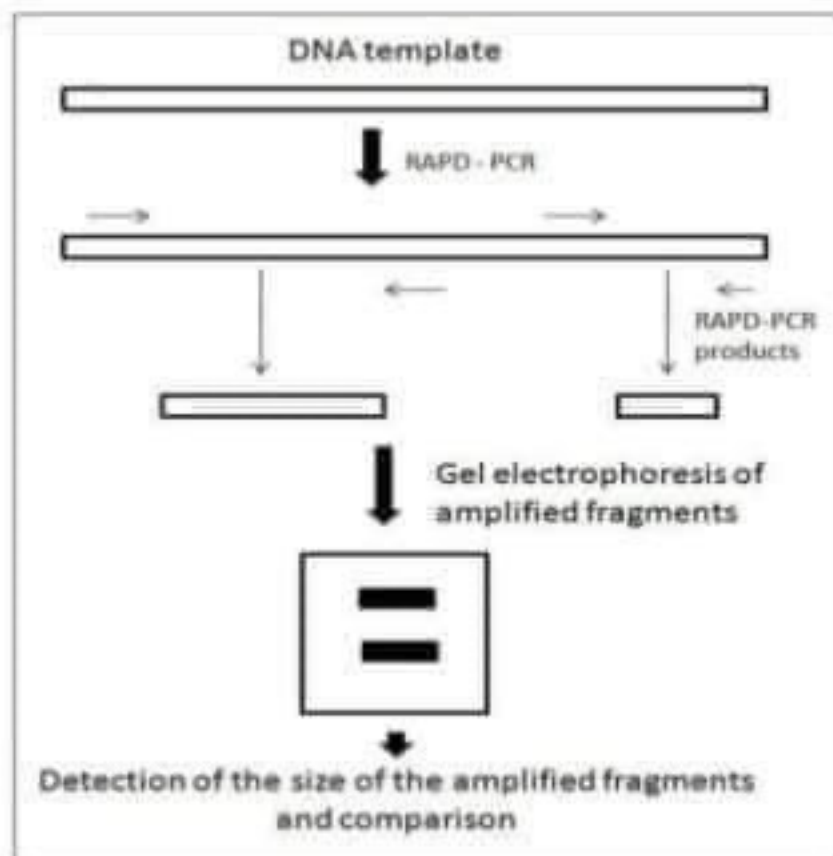 DNA template
RAPD - PCR
RAPD-PCR
products
Gel electrophoresis of
amplified fragments
Detection of the size of the amplified fragments
and comparison